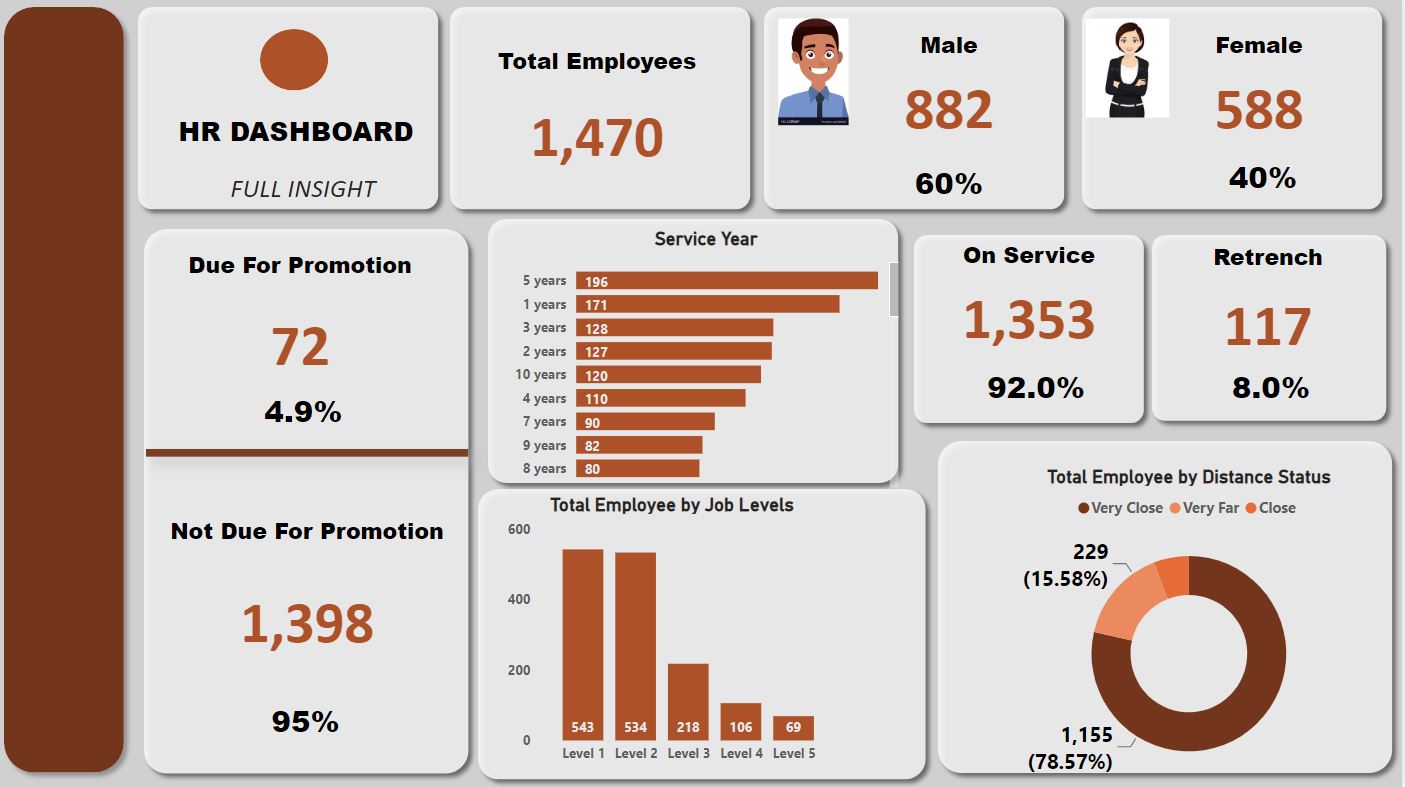 HR DASHBOARD
FULL INSIGHT
Total Employees
1,470
Male
882
60%
Female
588
40%
Due For Promotion
72
4.9%
Not Due For Promotion
1,398
95%
Service Year
5 years 196
1 years 171
3 years 128
2 years 127
10 years 120
4 years 110
7 years 90
9 years 82
8 years 80
On Service
1,353
92.0%
Retrench
117
8.0%
Total Employee by Job Levels
600
400
200
0
543 534 218 106 69
Level 1 Level 2 Level 3 Level 4 Level 5
Total Employee by Distance Status
Very Close Very Far Close
229
(15.58%)
1,155
(78.57%)